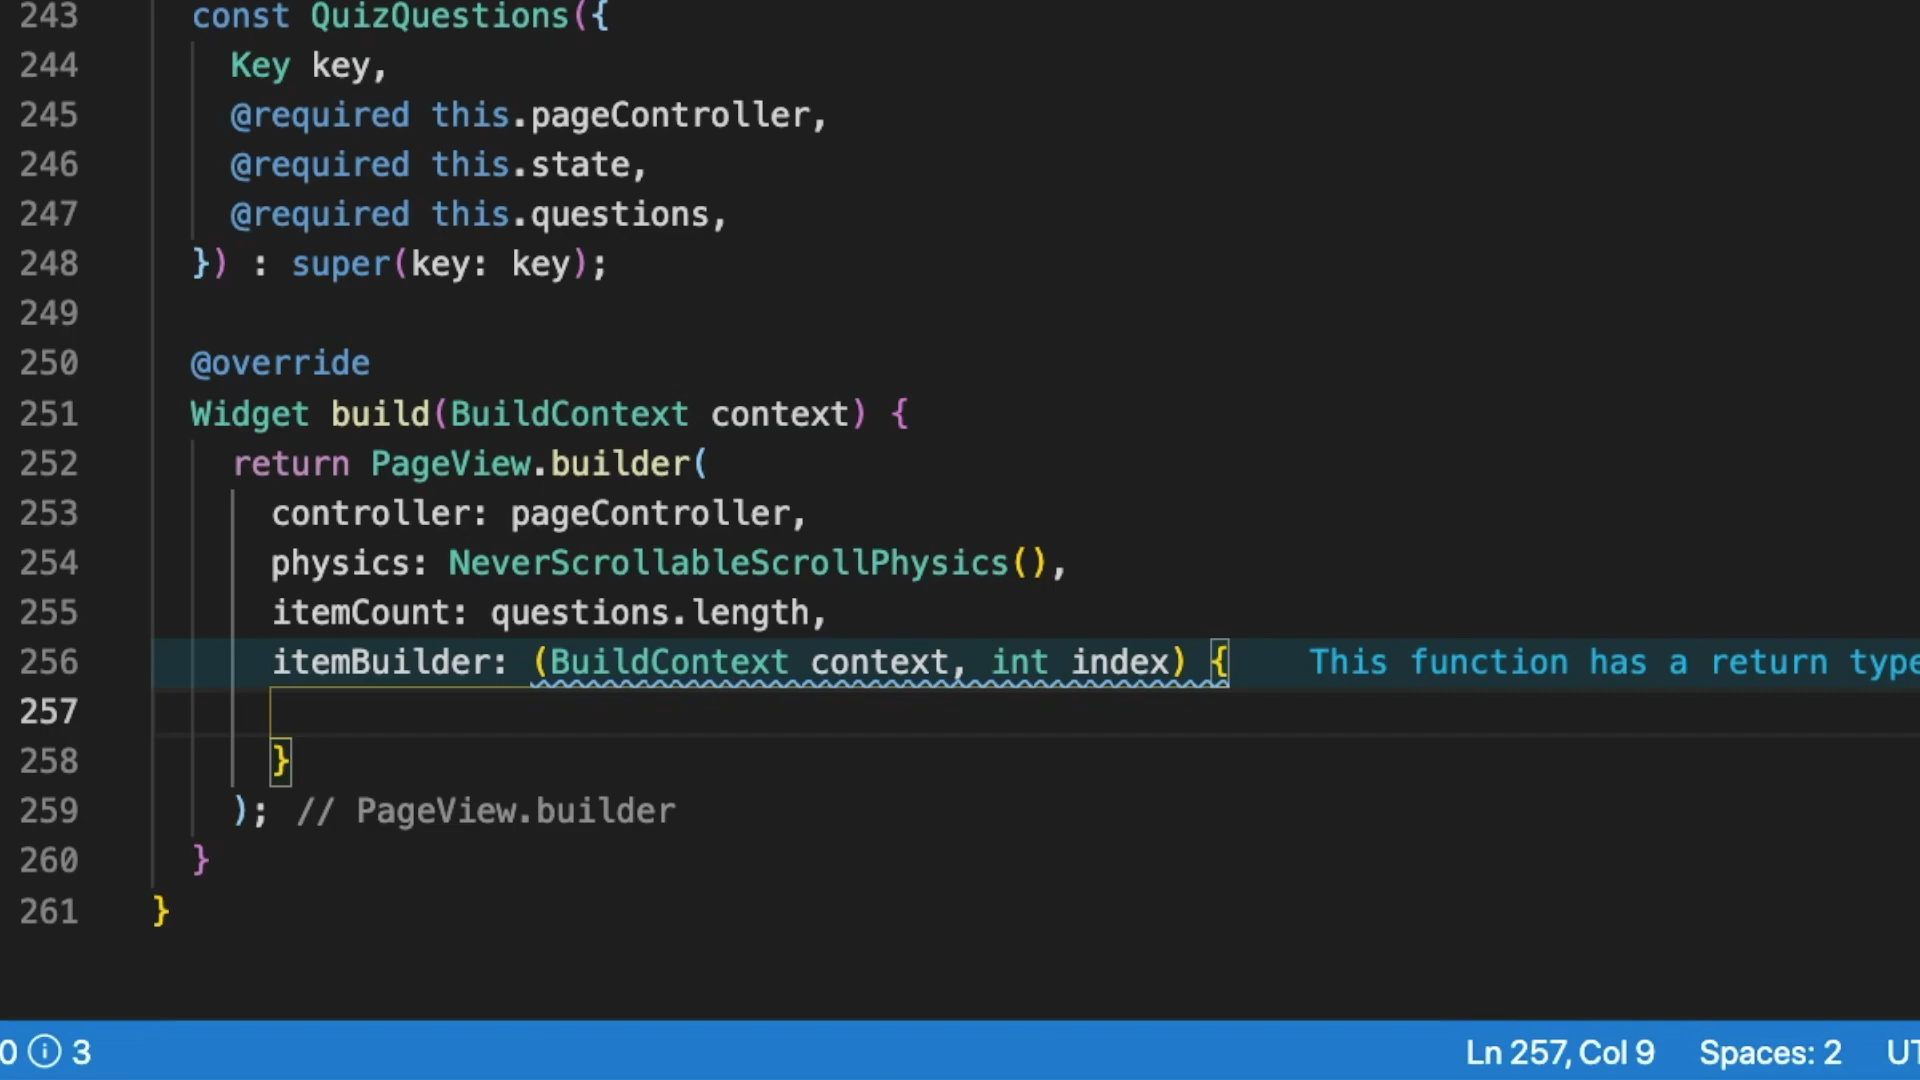 243 const QuizQuestions({
244 Key key,
245 @required this.pageController,
246 @required this.state,
247 @required this.questions,
248 }) : super(key: key);
249
250 @override
251 Widget build(BuildContext context) {
252 return PageView.builder(
253 controller: pageController,
254 physics: NeverScrollableScrollPhysics(),
255 itemCount: questions.length,
256 itemBuilder: (BuildContext context, int index) { This function has a return type
257
258 }
259 ); // PageView.builder
260 }
261 }
0 3 Ln 257, Col 9 Spaces: 2 UT